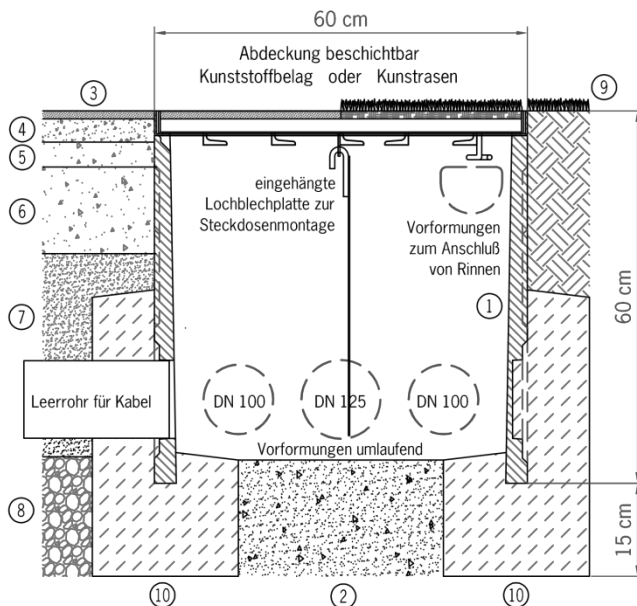 60 cm
Abdeckung beschichtbar
Kunststoffbelag oder Kunstrasen
3
9
4
5
eingehängte
Lochblechplatte zur
Steckdosenmontage
Vorformungen
zum Anschluß
von Rinnen
6
1
60 cm
7
Leerrohr für Kabel
DN 100
DN 125
DN 100
Vorformungen umlaufend
8
15 cm
10
2
10